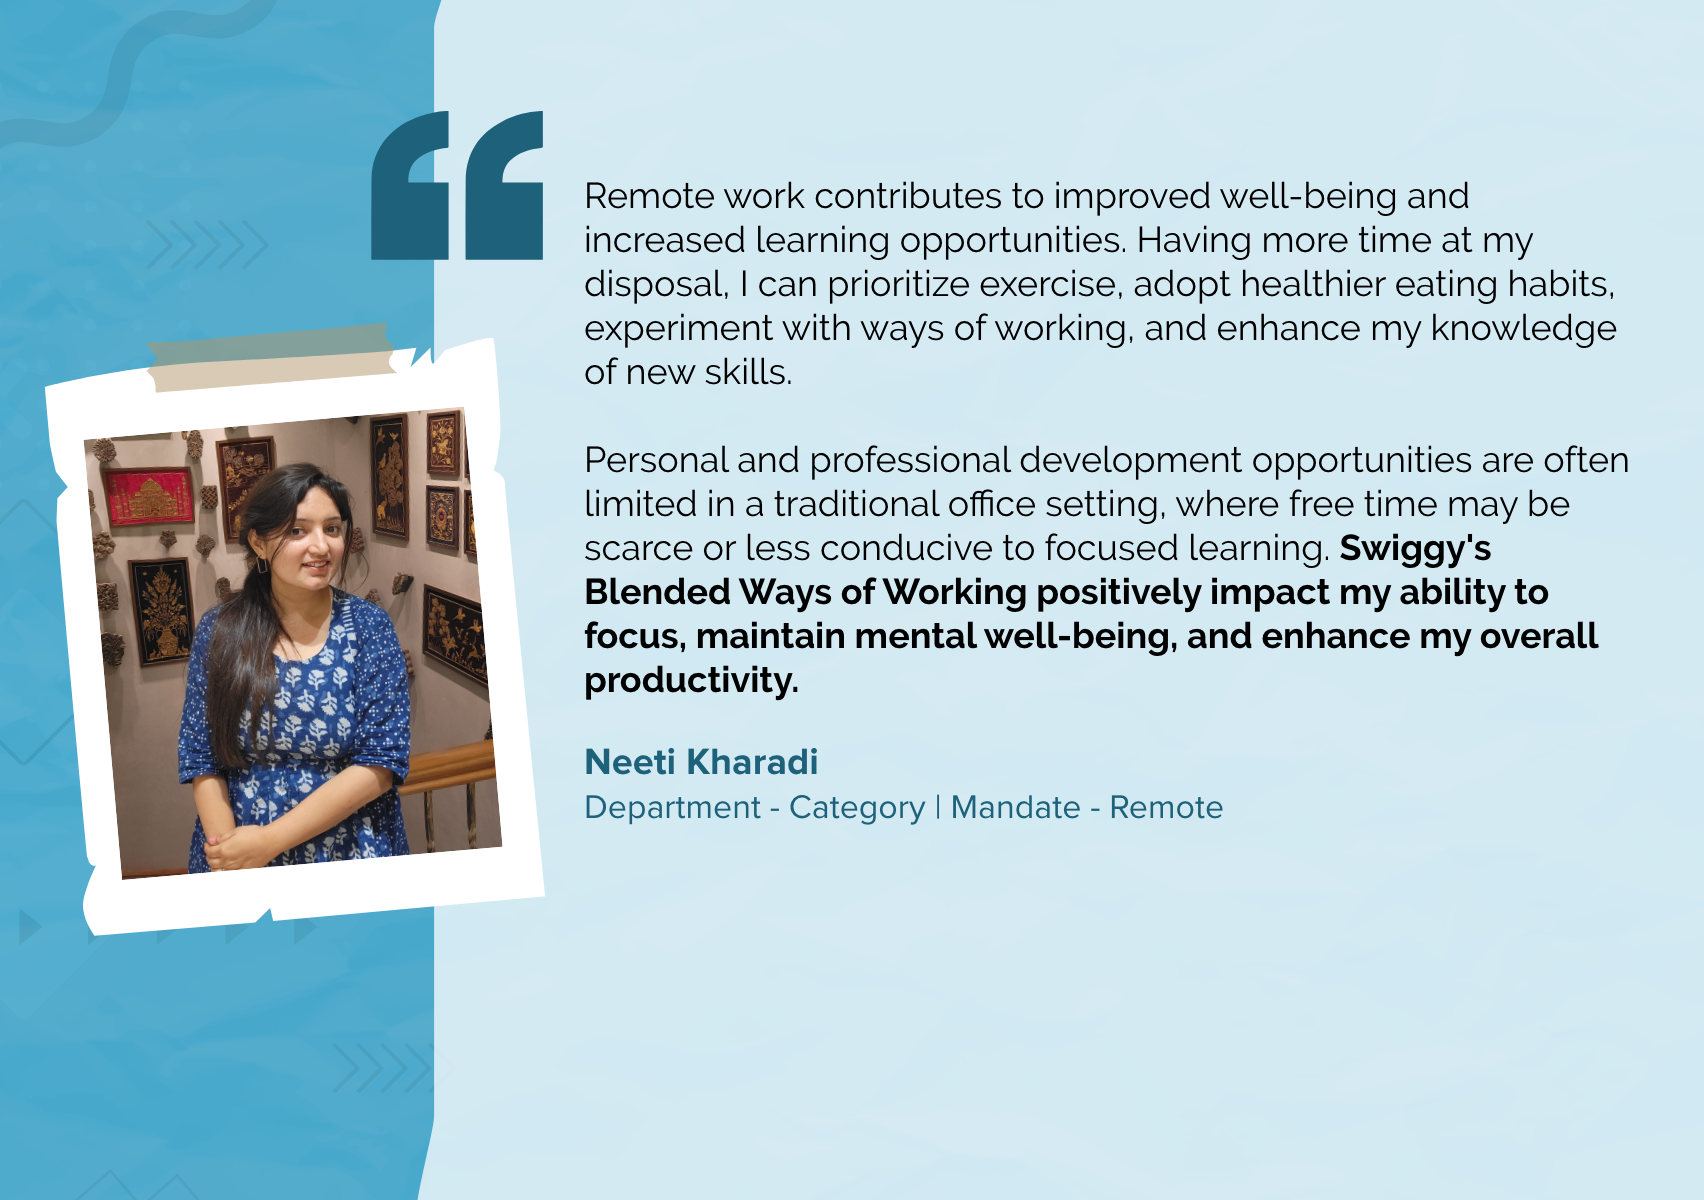 Remote work contributes to improved well-being and
increased learning opportunities. Having more time at my
disposal, I can prioritize exercise, adopt healthier eating habits,
experiment with ways of working, and enhance my knowledge
of new skills.
Personal and professional development opportunities are often
limited in a traditional office setting, where free time may be
scarce or less conducive to focused learning. Swiggy's
Blended Ways of Working positively impact my ability to
focus, maintain mental well-being, and enhance my overall
productivity.
Neeti Kharadi
Department - Category | Mandate - Remote